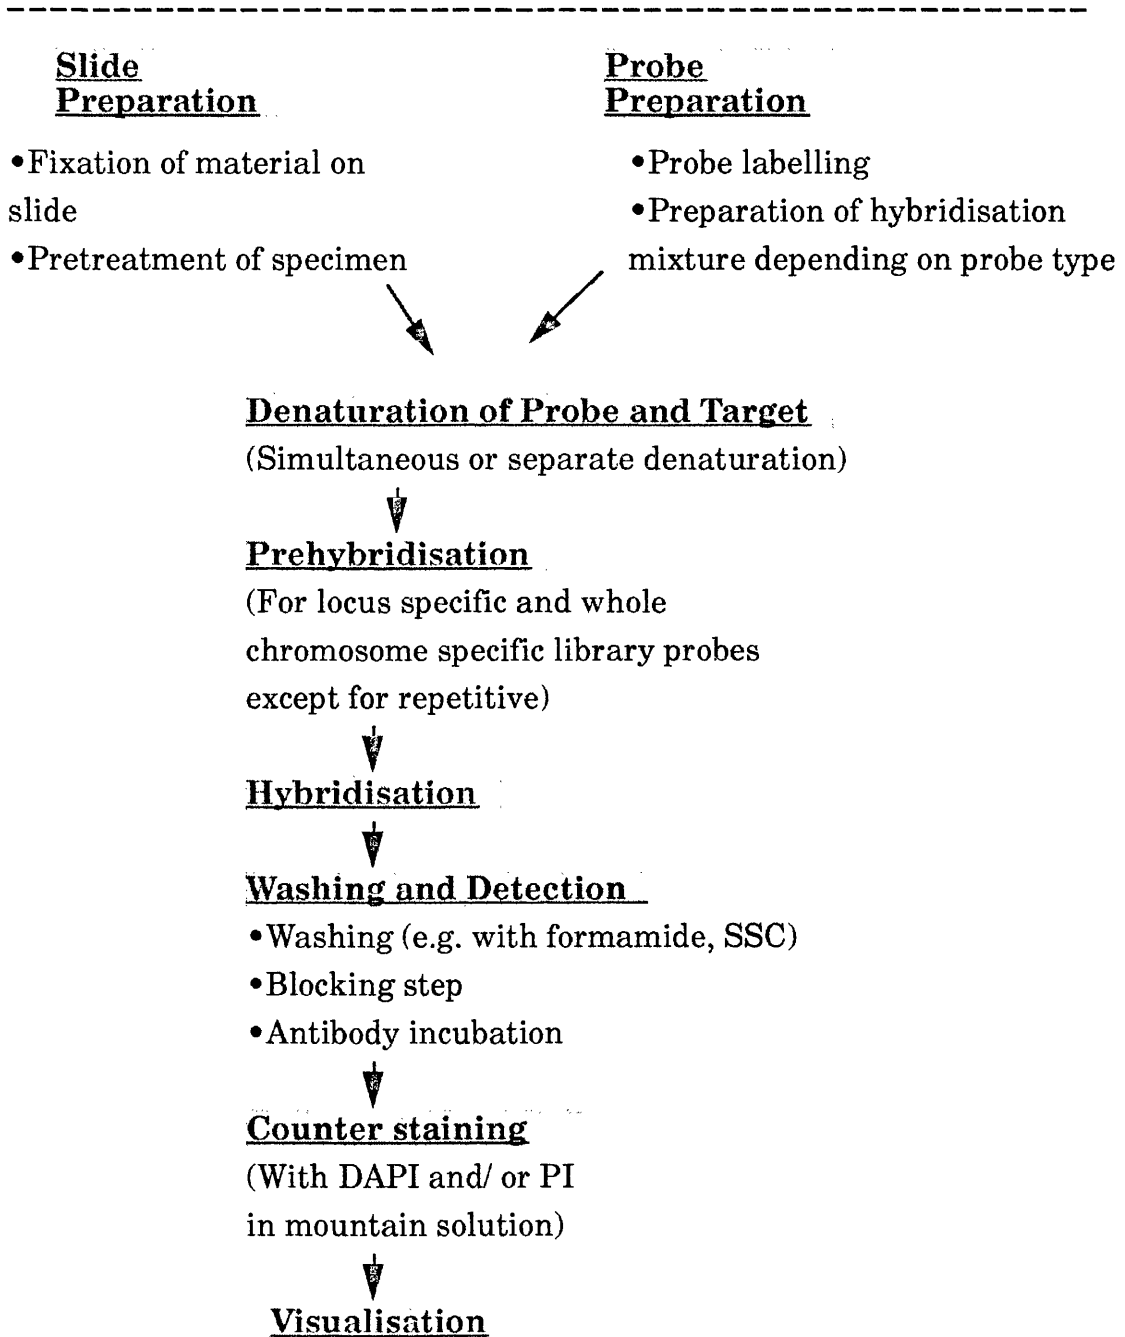 Slide
Preparation
•Fixation of material on
slide
•Pretreatment of specimen
Probe
Preparation
•Probe labelling
•Preparation of hybridisation
mixture depending on probe type
Denaturation of Probe and Target
(Simultaneous or separate denaturation)
Prehybridisation
(For locus specific and whole
chromosome specific library probes
except for repetitive)
Hybridisation
Washing and Detection
•Washing (e.g. with formamide, SSC)
•Blocking step
•Antibody incubation
Counter staining
(With DAPI and/ or PI
in mountain solution)
Visualisation